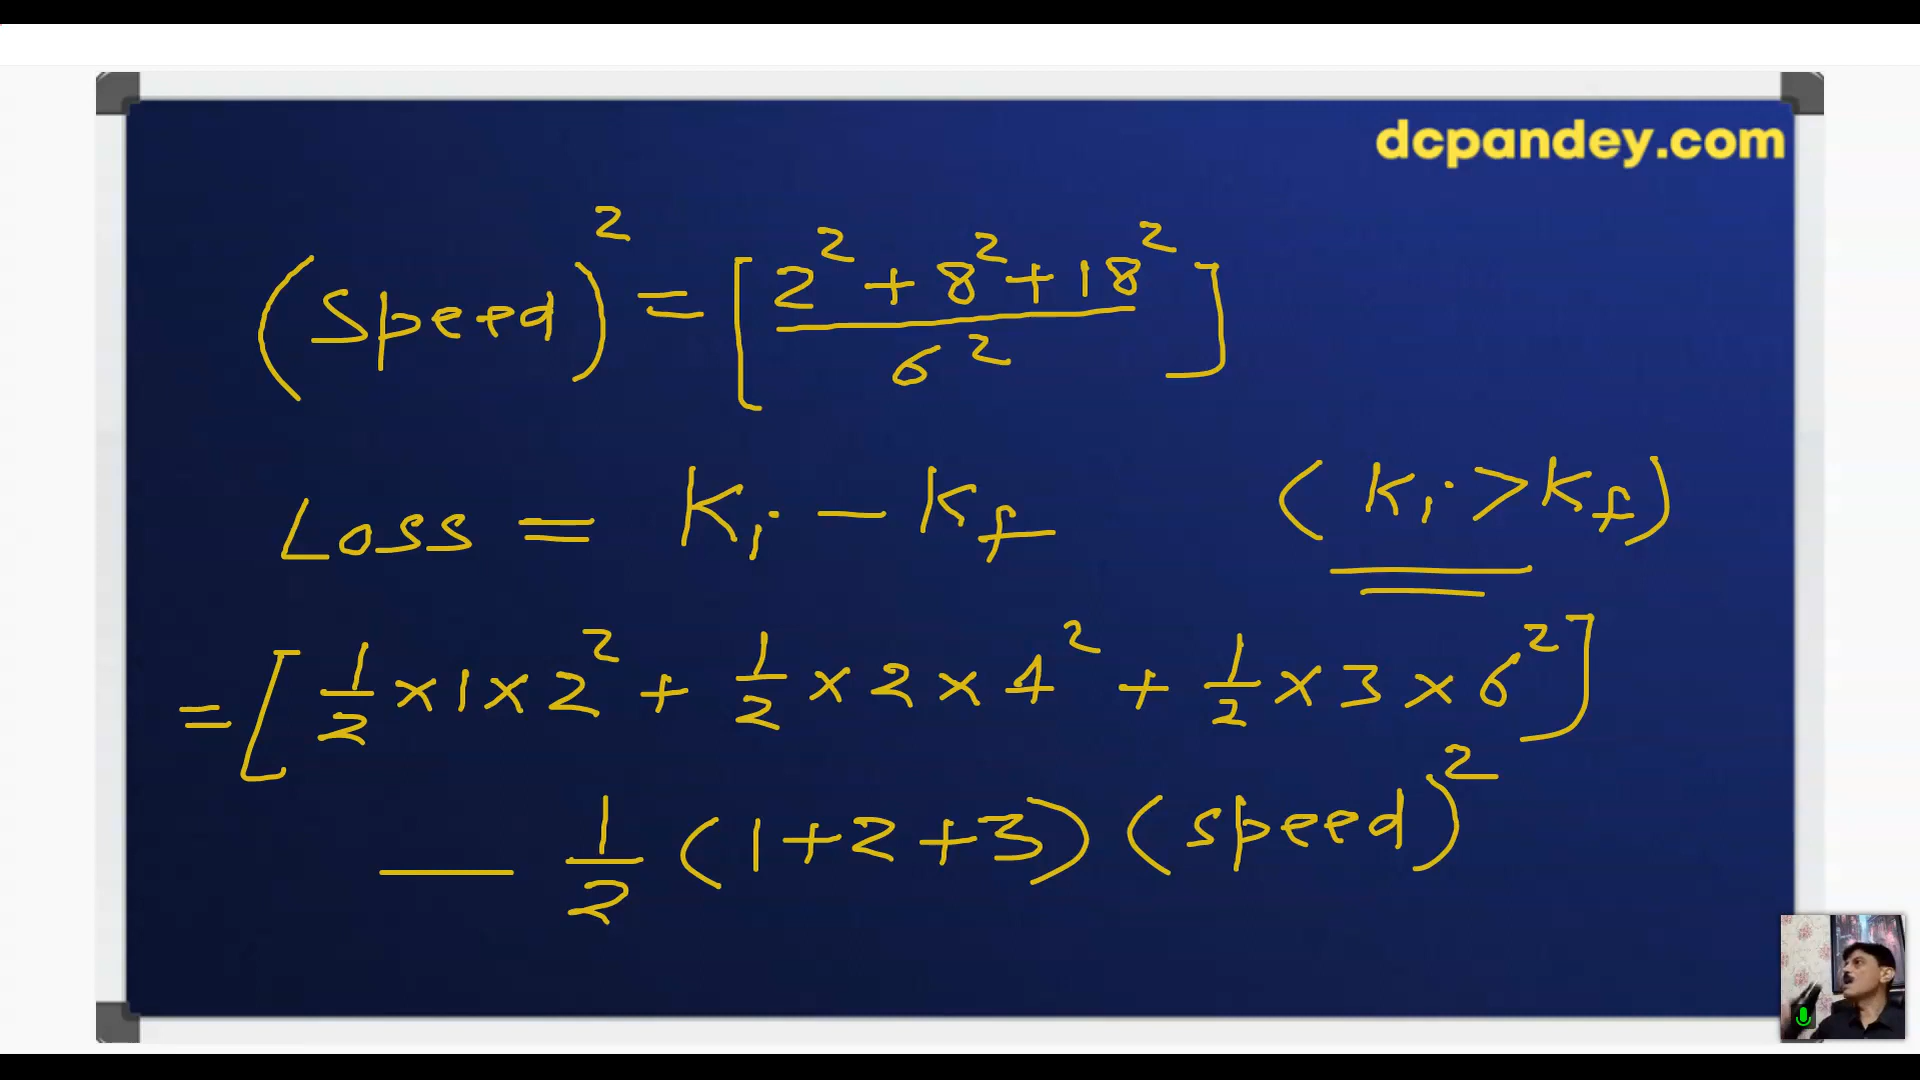 dcpandey.com
(Speed)² = [(2² + 8² + 18²)/6²]
Loss = Ki − Kf (Ki > Kf)
= [½ × 1 × 2² + ½ × 2 × 4² + ½ × 3 × 6²]
— ½ (1+2+3) (speed)²